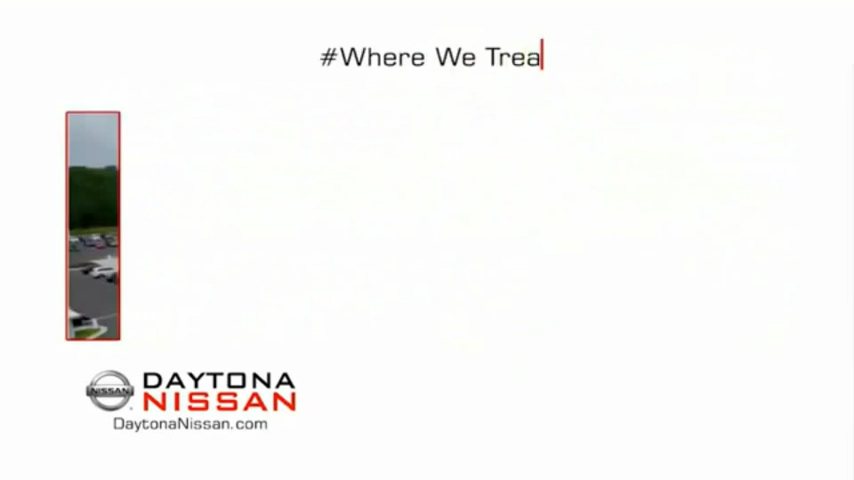 #Where We Trea
NISSAN
DAYTONA
NISSAN
DaytonaNissan.com